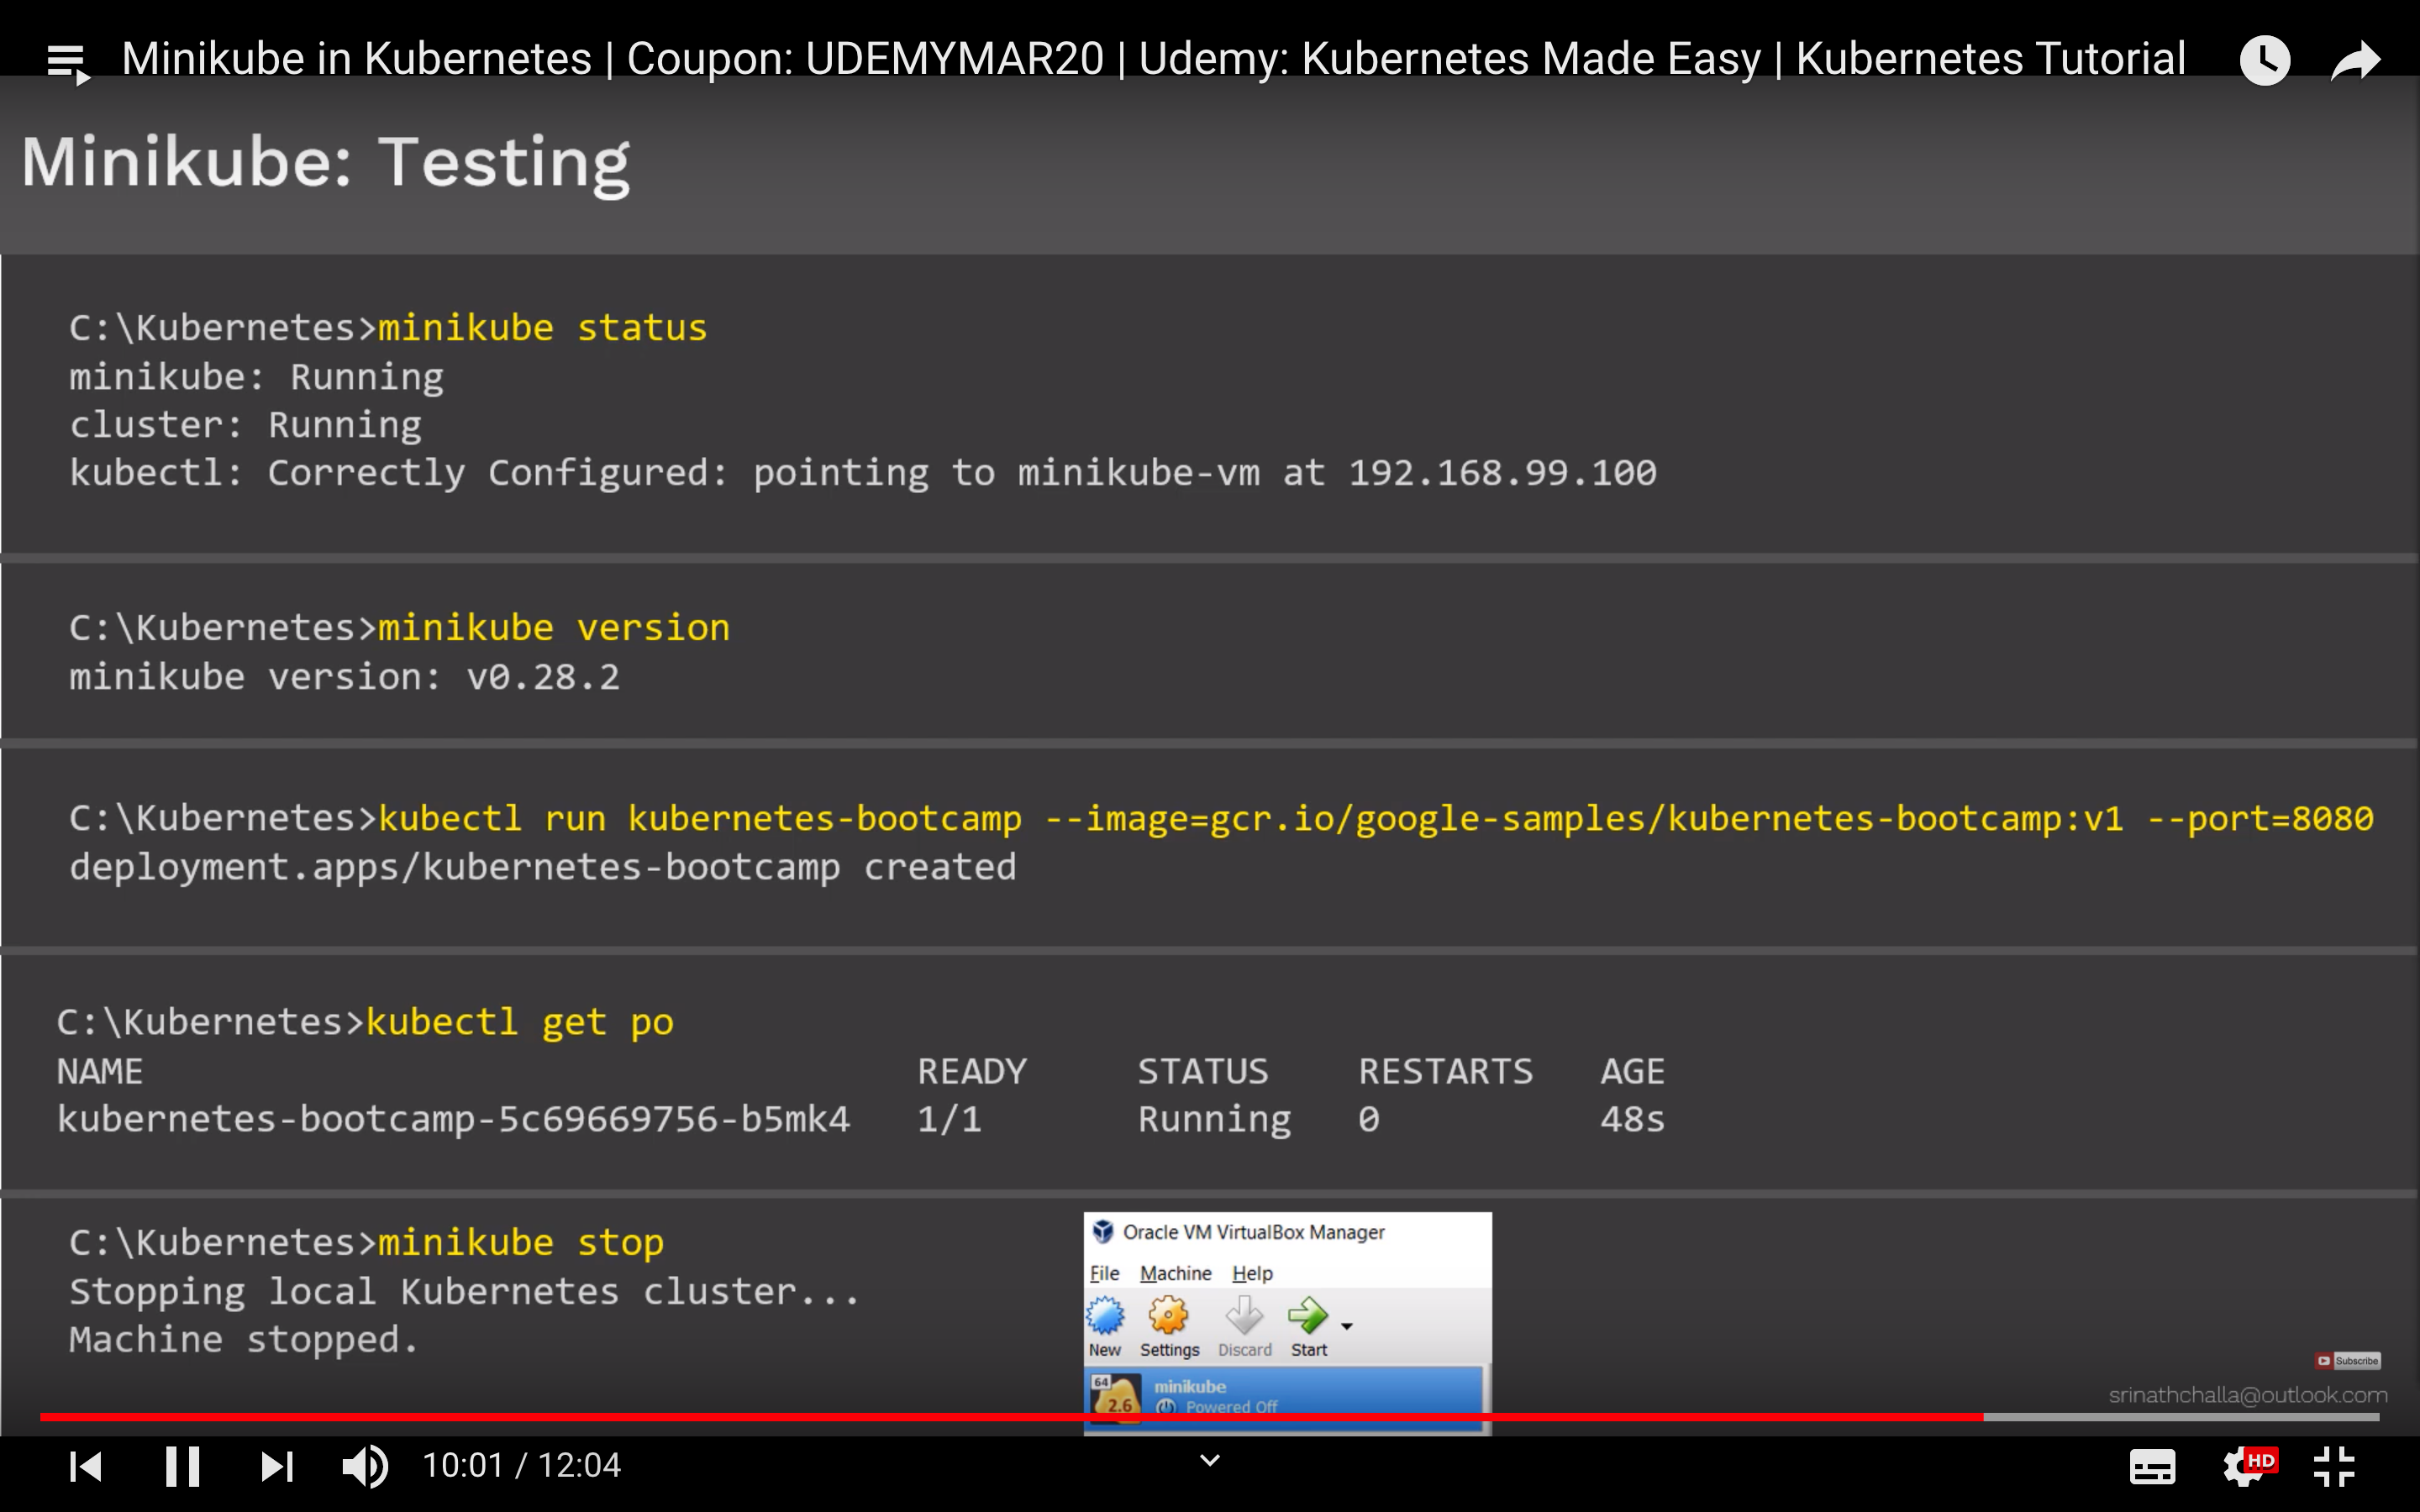 Minikube in Kubernetes | Coupon: UDEMYMAR20 | Udemy: Kubernetes Made Easy | Kubernetes Tutorial
Minikube: Testing
C:\Kubernetes>minikube status
minikube: Running
cluster: Running
kubectl: Correctly Configured: pointing to minikube-vm at 192.168.99.100
C:\Kubernetes>minikube version
minikube version: v0.28.2
C:\Kubernetes>kubectl run kubernetes-bootcamp --image=gcr.io/google-samples/kubernetes-bootcamp:v1 --port=8080
deployment.apps/kubernetes-bootcamp created
C:\Kubernetes>kubectl get po
NAME READY STATUS RESTARTS AGE
kubernetes-bootcamp-5c69669756-b5mk4 1/1 Running 0 48s
C:\Kubernetes>minikube stop
Stopping local Kubernetes cluster...
Machine stopped.
Oracle VM VirtualBox Manager
File Machine Help
New Settings Discard Start
64
2.6
minikube
Powered Off
Subscribe
srinathchalla@outlook.com
10:01 / 12:04
HD